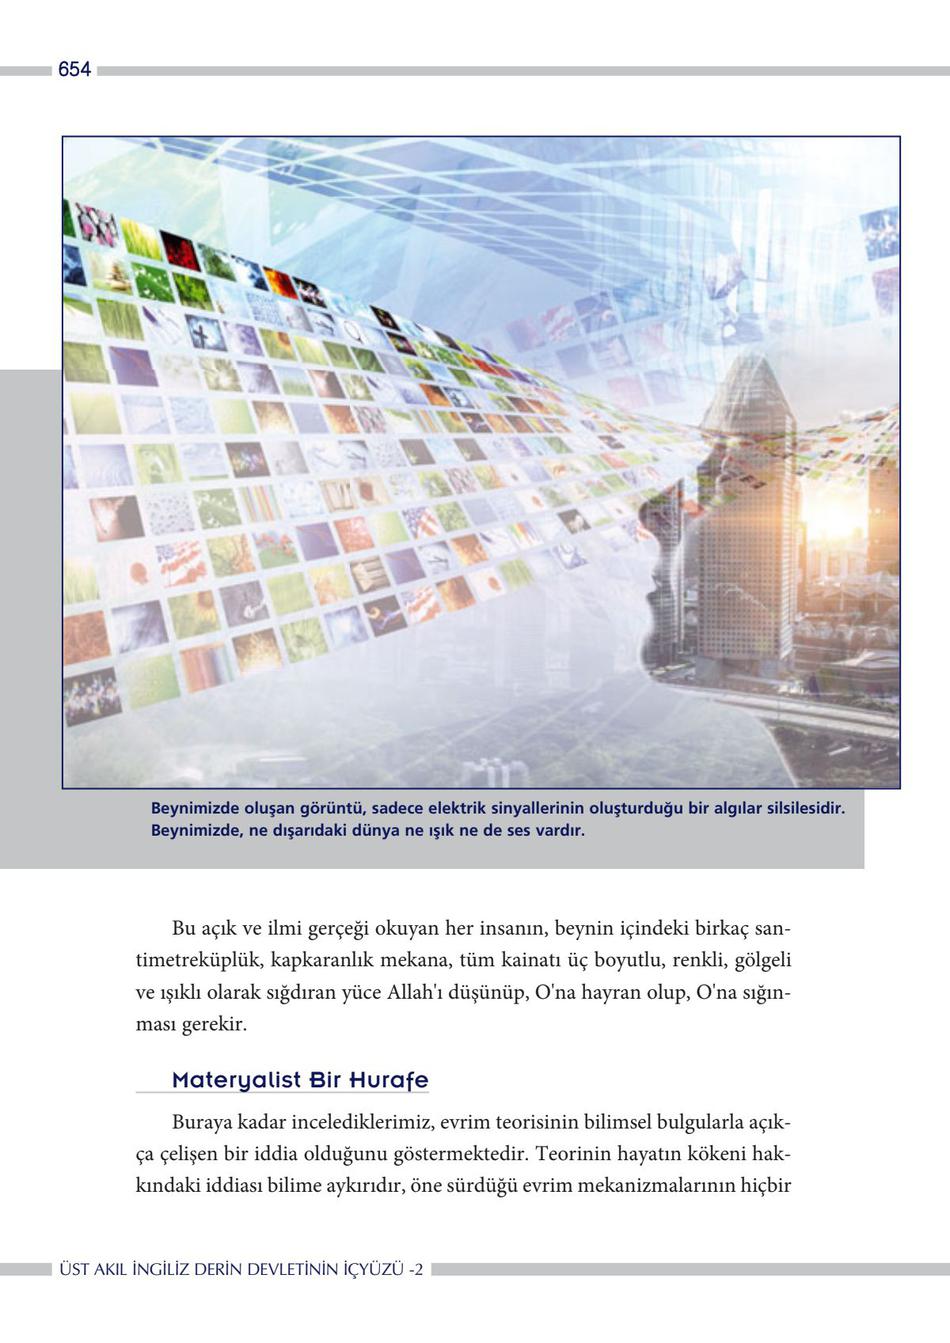 654
Beynimizde oluşan görüntü, sadece elektrik sinyallerinin oluşturduğu bir algılar silsilesidir.
Beynimizde, ne dışarıdaki dünya ne ışık ne de ses vardır.
Bu açık ve ilmi gerçeği okuyan her insanın, beynin içindeki birkaç san-
timetreküplük, kapkaranlık mekana, tüm kainatı üç boyutlu, renkli, gölgeli
ve ışıklı olarak sığdıran yüce Allah'ı düşünüp, O'na hayran olup, O'na sığın-
ması gerekir.
Materyalist Bir Hurafe
Buraya kadar incelediklerimiz, evrim teorisinin bilimsel bulgularla açık-
ça çelişen bir iddia olduğunu göstermektedir. Teorinin hayatın kökeni hak-
kındaki iddiası bilime aykırıdır, öne sürdüğü evrim mekanizmalarının hiçbir
ÜST AKIL İNGİLİZ DERİN DEVLETİNİN İÇYÜZÜ -2